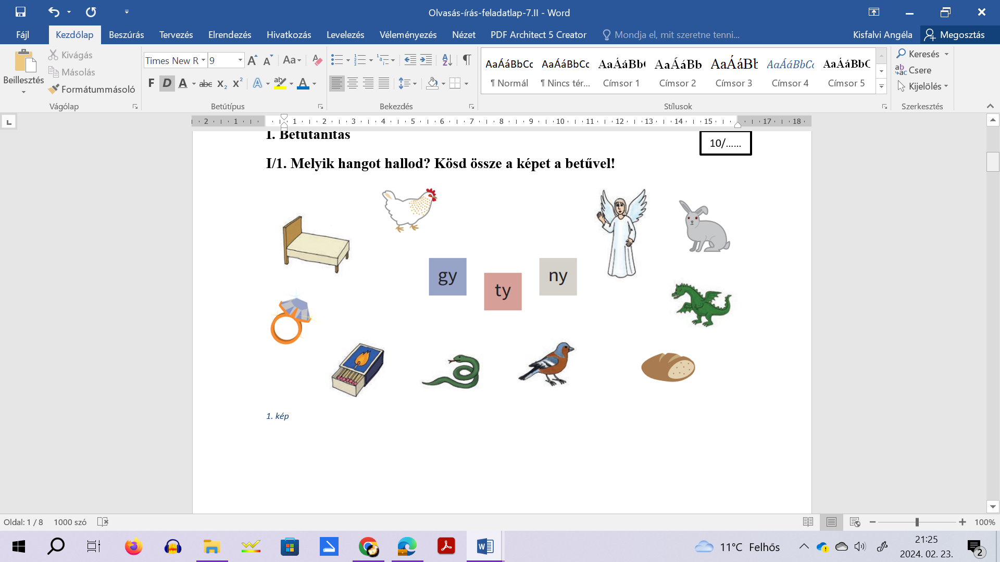 Olvasás-írás-feladatlap-7.II - Word
Fájl Kezdőlap Beszúrás Tervezés Elrendezés Hivatkozás Levelezés Véleményezés Nézet PDF Architect 5 Creator Mondja el, mit szeretne tenni... Kisfalvi Angéla Megosztás
Beillesztés
Kivágás
Másolás
Formátummásoló
Vágólap
Times New R 9 Aa
F D A abc X₂ X² A ab A
Betűtípus
Bekezdés
AaÁáBbCc AaÁáBbCc AaÁáBb( AaÁáBb AaÁáBb AaÁáBbCc AaÁáBbC
¶ Normál ¶ Nincs tér... Címsor 1 Címsor 2 Címsor 3 Címsor 4 Címsor 5
Stílusok
Keresés
Csere
Kijelölés
Szerkesztés
2 1 1 2 3 4 5 6 7 8 9 10 11 12 13 14 15 17 18
I. Betűtanítás
10/......
I/1. Melyik hangot hallod? Kösd össze a képet a betűvel!
gy
ty
ny
1. kép
Oldal: 1 / 8 1000 szó 100%
11°C Felhős
21:25
2024. 02. 23.
2